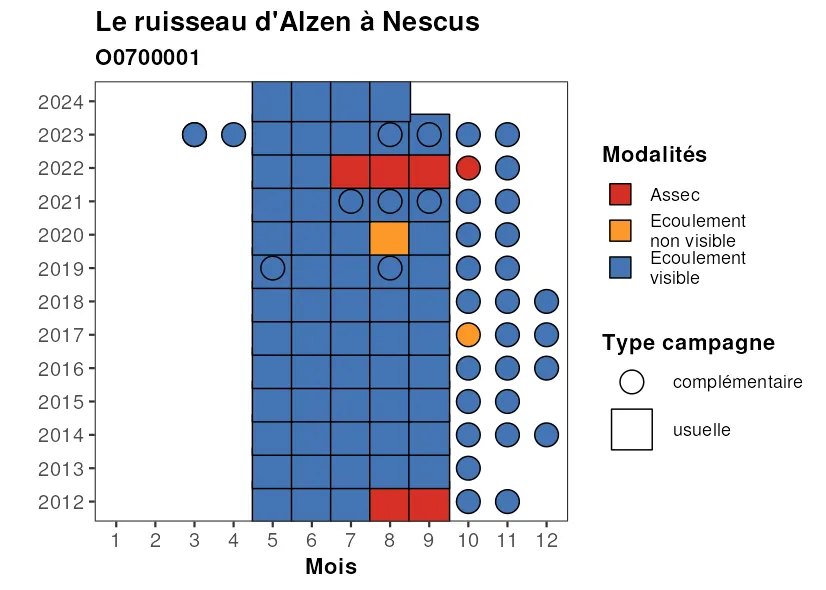 Le ruisseau d'Alzen à Nescus
O0700001
2024
2023
2022
2021
2020
2019
2018
2017
2016
2015
2014
2013
2012
1 2 3 4 5 6 7 8 9 10 11 12
Mois
Modalités
Assec
Ecoulement
non visible
Ecoulement
visible
Type campagne
complémentaire
usuelle